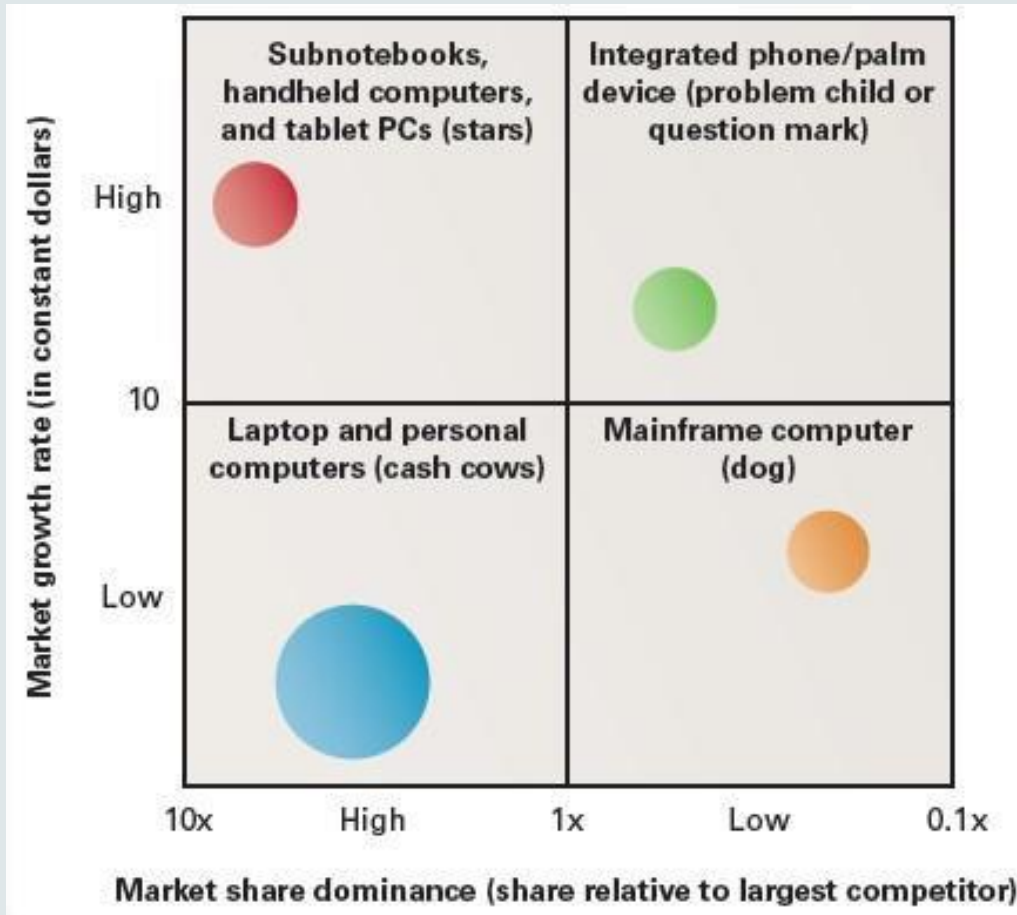 Subnotebooks,
handheld computers,
and tablet PCs (stars)
Integrated phone/palm
device (problem child or
question mark)
Market growth rate (in constant dollars)
High
10
Laptop and personal
computers (cash cows)
Mainframe computer
(dog)
Low
10x
High
1x
Low
0.1x
Market share dominance (share relative to largest competitor)